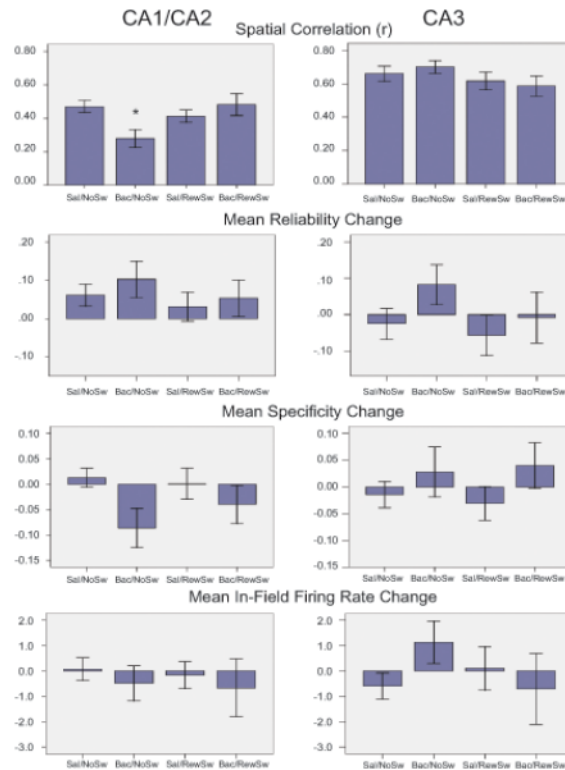 CA1/CA2 CA3
Spatial Correlation (r)
0.80 0.80
0.60 0.60
0.40 * 0.40
0.20 0.20
0.00 0.00
Sal/NoSw Bac/NoSw Sal/RewSw Bac/RewSw Sal/NoSw Bac/NoSw Sal/RewSw Bac/RewSw
Mean Reliability Change
.20 .20
.10 .10
.00 .00
-.10 -.10
Sal/NoSw Bac/NoSw Sal/RewSw Bac/RewSw Sal/NoSw Bac/NoSw Sal/RewSw Bac/RewSw
Mean Specificity Change
0.10 0.10
0.05 0.05
0.00 0.00
-0.05 -0.05
-0.10 -0.10
-0.15 -0.15
Sal/NoSw Bac/NoSw Sal/RewSw Bac/RewSw Sal/NoSw Bac/NoSw Sal/RewSw Bac/RewSw
Mean In-Field Firing Rate Change
2.0 2.0
1.0 1.0
0.0 0.0
-1.0 -1.0
-2.0 -2.0
-3.0 -3.0
Sal/NoSw Bac/NoSw Sal/RewSw Bac/RewSw Sal/NoSw Bac/NoSw Sal/RewSw Bac/RewSw